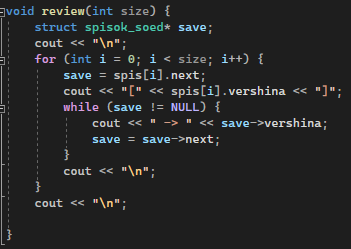 void review(int size) {
    struct spisok_soed* save;
    cout << "\n";
    for (int i = 0; i < size; i++) {
        save = spis[i].next;
        cout << "[" << spis[i].vershina << "]";
        while (save != NULL) {
            cout << " -> " << save->vershina;
            save = save->next;
        }
        cout << "\n";
    }
    cout << "\n";
}